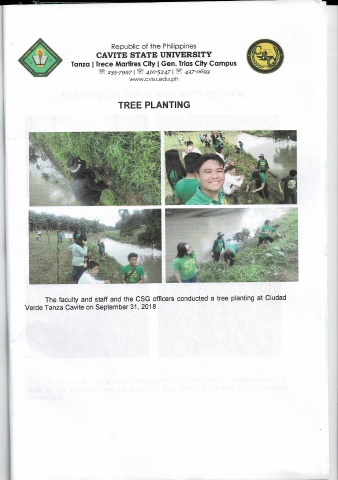 Republic of the Philippines
CAVITE STATE UNIVERSITY
Tanza | Trece Martires City | Gen. Trias City Campus
☏ 235-7997 | ☏ 410-5247 | ☏ 437-0693
www.cvsu.edu.ph
TREE PLANTING
The faculty and staff and the CSG officers conducted a tree planting at Ciudad
Verde Tanza Cavite on September 31, 2018